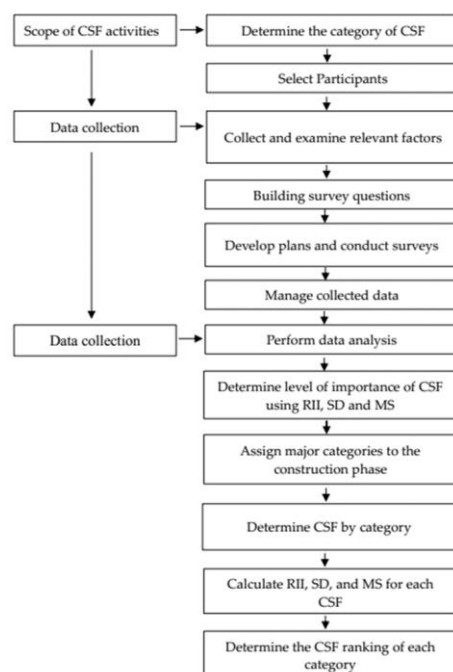 Scope of CSF activities
Determine the category of CSF
Select Participants
Data collection
Collect and examine relevant factors
Building survey questions
Develop plans and conduct surveys
Manage collected data
Data collection
Perform data analysis
Determine level of importance of CSF
using RII, SD and MS
Assign major categories to the
construction phase
Determine CSF by category
Calculate RII, SD, and MS for each
CSF
Determine the CSF ranking of each
category